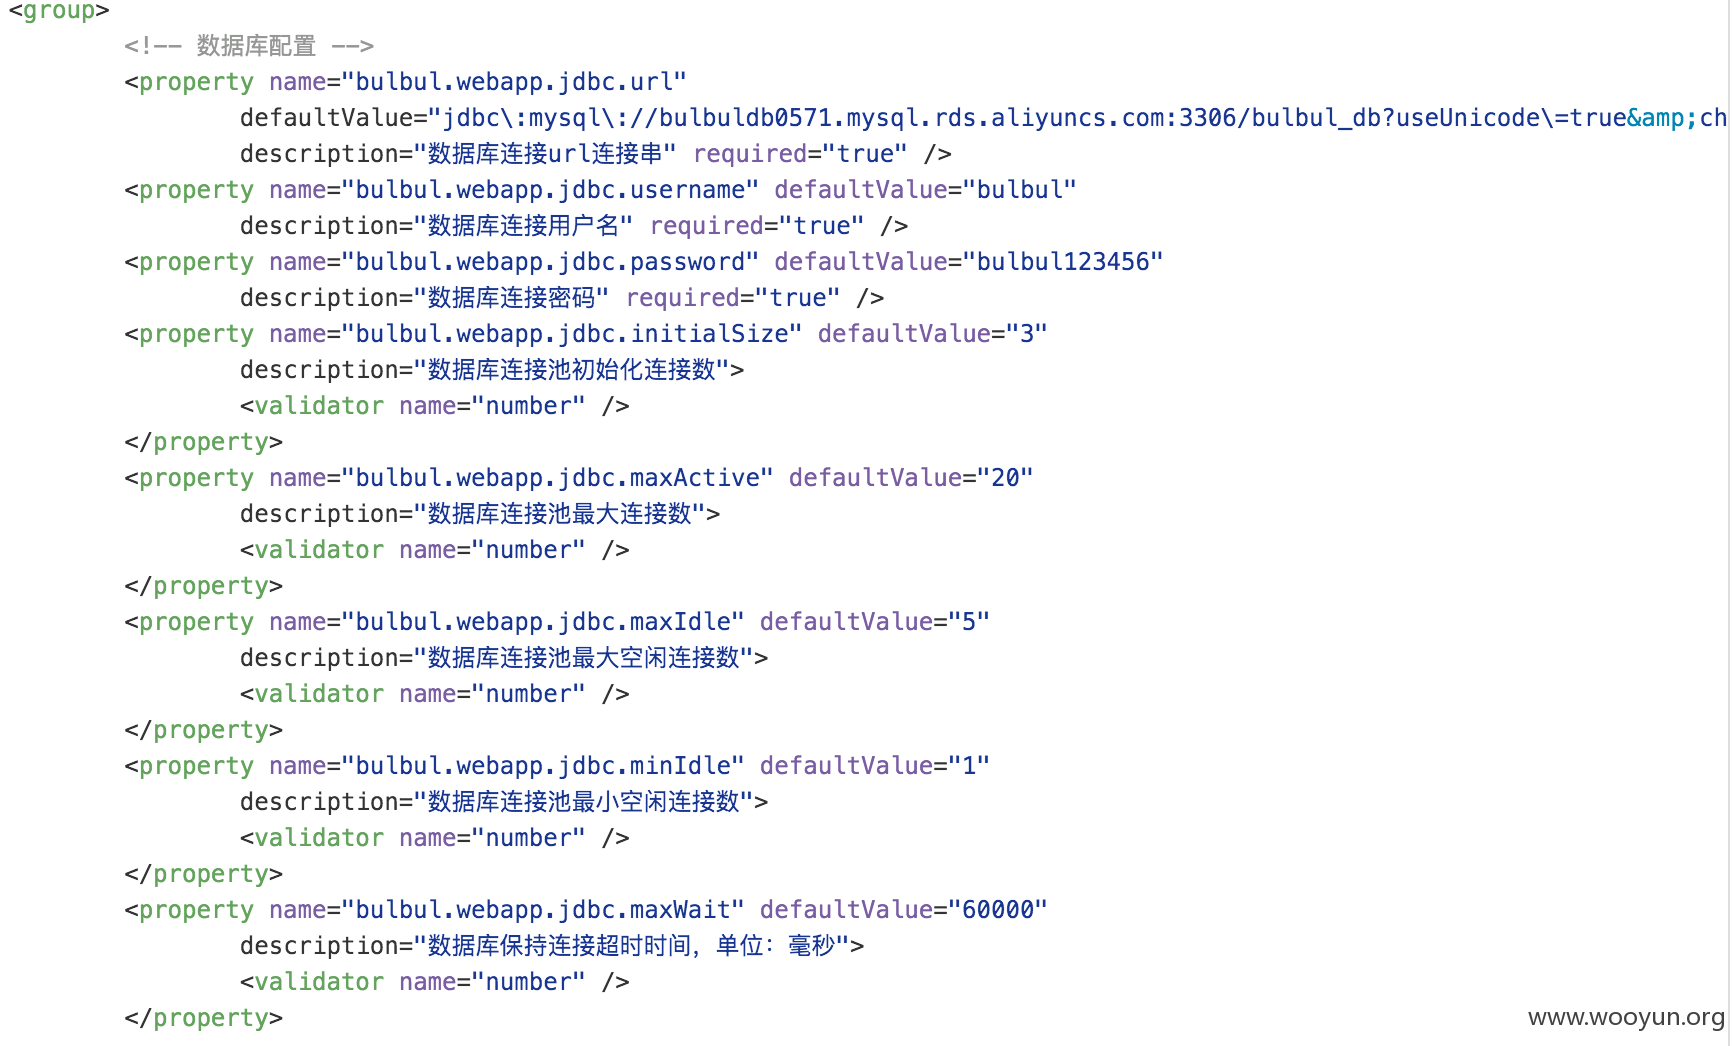 <group>
<!-- 数据库配置 -->
<property name="bulbul.webapp.jdbc.url"
defaultValue="jdbc\:mysql\://bulbuldb0571.mysql.rds.aliyuncs.com:3306/bulbul_db?useUnicode\=true&amp;ch
description="数据库连接url连接串" required="true" />
<property name="bulbul.webapp.jdbc.username" defaultValue="bulbul"
description="数据库连接用户名" required="true" />
<property name="bulbul.webapp.jdbc.password" defaultValue="bulbul123456"
description="数据库连接密码" required="true" />
<property name="bulbul.webapp.jdbc.initialSize" defaultValue="3"
description="数据库连接池初始化连接数">
<validator name="number" />
</property>
<property name="bulbul.webapp.jdbc.maxActive" defaultValue="20"
description="数据库连接池最大连接数">
<validator name="number" />
</property>
<property name="bulbul.webapp.jdbc.maxIdle" defaultValue="5"
description="数据库连接池最大空闲连接数">
<validator name="number" />
</property>
<property name="bulbul.webapp.jdbc.minIdle" defaultValue="1"
description="数据库连接池最小空闲连接数">
<validator name="number" />
</property>
<property name="bulbul.webapp.jdbc.maxWait" defaultValue="60000"
description="数据库保持连接超时时间，单位：毫秒">
<validator name="number" />
</property>
www.wooyun.org